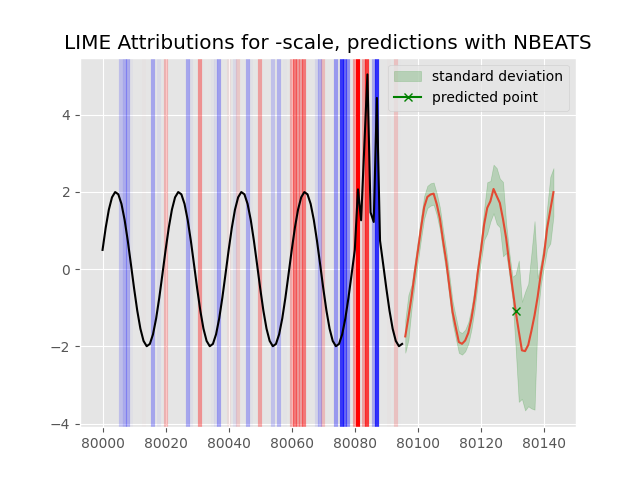 LIME Attributions for -scale, predictions with NBEATS
standard deviation
predicted point
4
2
0
−2
−4
80000 80020 80040 80060 80080 80100 80120 80140